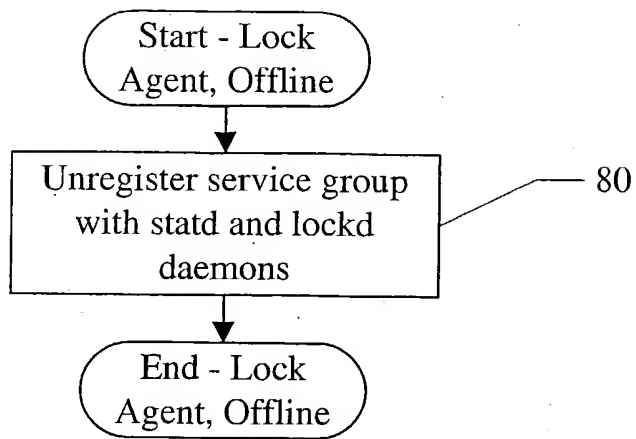 Start - Lock
Agent, Offline
Unregister service group
with statd and lockd
daemons
80
End - Lock
Agent, Offline